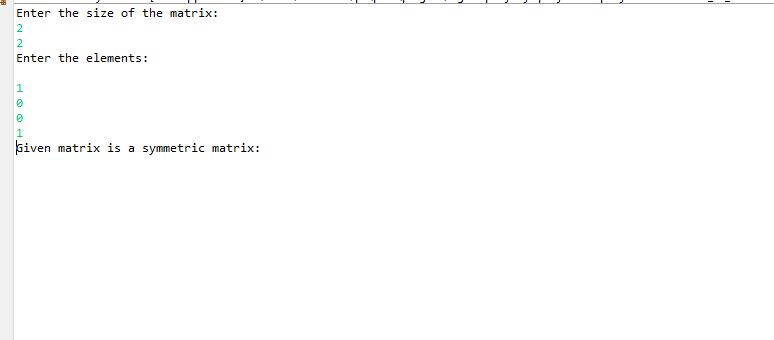 Enter the size of the matrix:
2
2
Enter the elements:
1
0
0
1
Given matrix is a symmetric matrix: